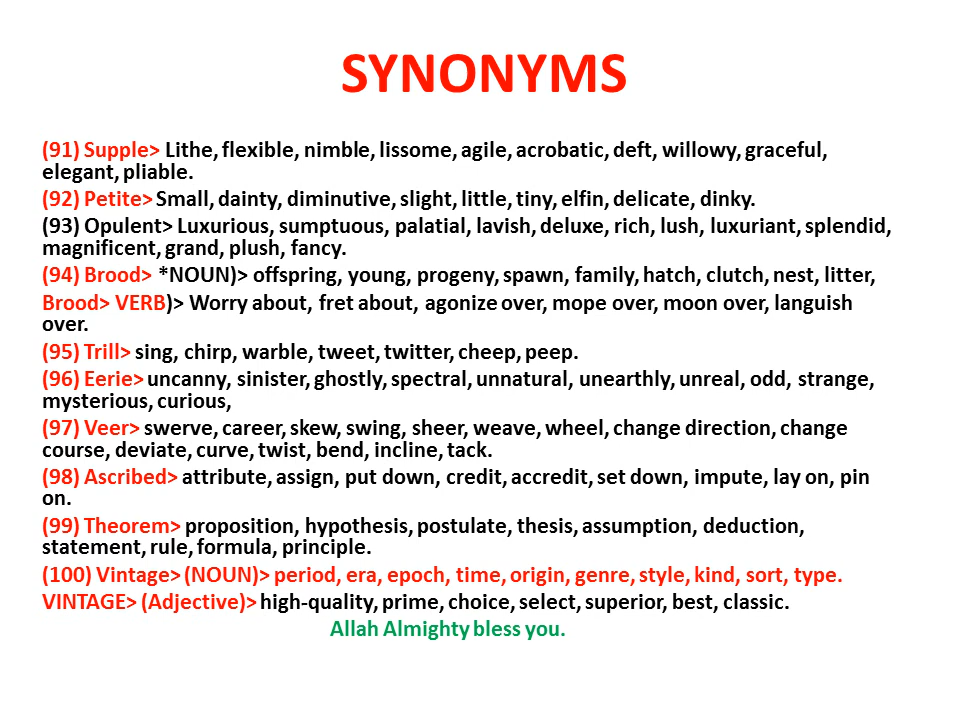 SYNONYMS
(91) Supple> Lithe, flexible, nimble, lissome, agile, acrobatic, deft, willowy, graceful,
elegant, pliable.
(92) Petite> Small, dainty, diminutive, slight, little, tiny, elfin, delicate, dinky.
(93) Opulent> Luxurious, sumptuous, palatial, lavish, deluxe, rich, lush, luxuriant, splendid,
magnificent, grand, plush, fancy.
(94) Brood> *NOUN)> offspring, young, progeny, spawn, family, hatch, clutch, nest, litter,
Brood> VERB)> Worry about, fret about, agonize over, mope over, moon over, languish
over.
(95) Trill> sing, chirp, warble, tweet, twitter, cheep, peep.
(96) Eerie> uncanny, sinister, ghostly, spectral, unnatural, unearthly, unreal, odd, strange,
mysterious, curious,
(97) Veer> swerve, career, skew, swing, sheer, weave, wheel, change direction, change
course, deviate, curve, twist, bend, incline, tack.
(98) Ascribed> attribute, assign, put down, credit, accredit, set down, impute, lay on, pin
on.
(99) Theorem> proposition, hypothesis, postulate, thesis, assumption, deduction,
statement, rule, formula, principle.
(100) Vintage> (NOUN)> period, era, epoch, time, origin, genre, style, kind, sort, type.
VINTAGE> (Adjective)> high-quality, prime, choice, select, superior, best, classic.
Allah Almighty bless you.